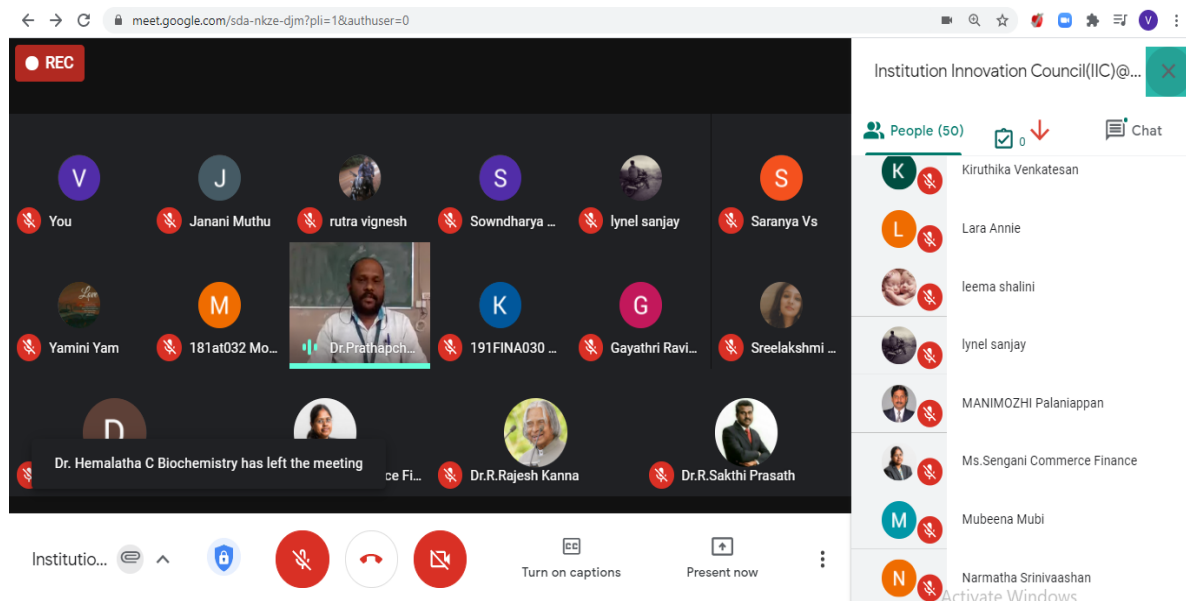 meet.google.com/sda-nkze-djm?pli=1&authuser=0
V
REC
Institution Innovation Council(IIC)@...
People (50)
0
Chat
V
J
S
S
You
Janani Muthu
rutra vignesh
Sowndharya ...
lynel sanjay
Saranya Vs
M
K
G
Yamini Yam
181at032 Mo...
Dr.Prathapch...
191FINA030 ...
Gayathri Ravi...
Sreelakshmi ...
D
Dr. Hemalatha C Biochemistry has left the meeting
ce Fi...
Dr.R.Rajesh Kanna
Dr.R.Sakthi Prasath
K
Kiruthika Venkatesan
L
Lara Annie
leema shalini
lynel sanjay
MANIMOZHI Palaniappan
Ms.Sengani Commerce Finance
M
Mubeena Mubi
N
Narmatha Srinivaashan
Activate Windows
Institutio...
CC
Turn on captions
Present now